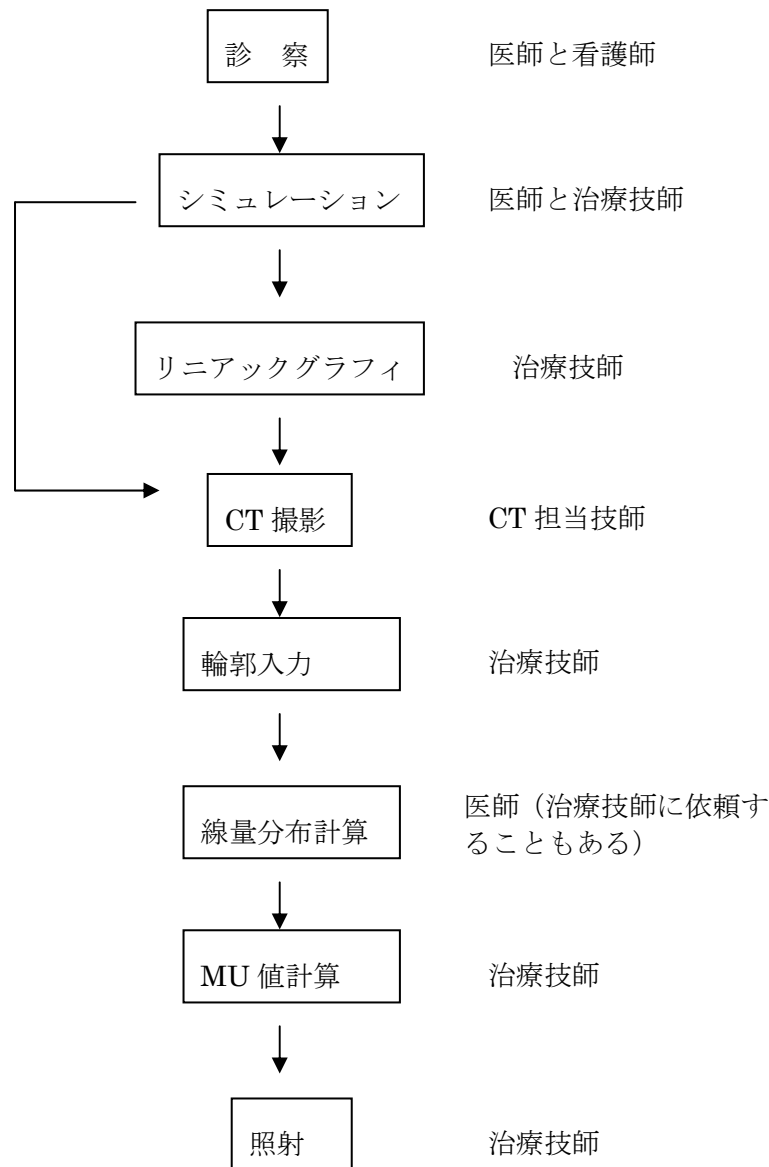 診　察
医師と看護師
シミュレーション
医師と治療技師
リニアックグラフィ
治療技師
CT 撮影
CT 担当技師
輪郭入力
治療技師
線量分布計算
医師（治療技師に依頼す
ることもある）
MU 値計算
治療技師
照射
治療技師